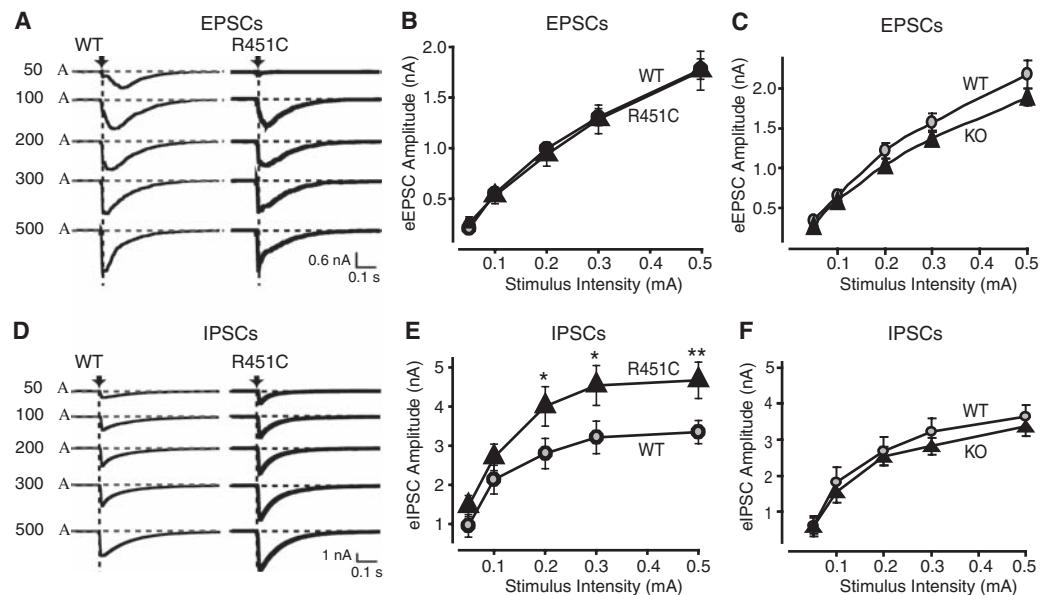 A
EPSCs
WT
R451C
50 A
100 A
200 A
300 A
500 A
0.6 nA
0.1 s
B
EPSCs
eEPSC Amplitude (nA)
2.0
1.5
1.0
0.5
WT
R451C
0.1 0.2 0.3 0.4 0.5
Stimulus Intensity (mA)
C
EPSCs
eEPSC Amplitude (nA)
2.0
1.5
1.0
0.5
WT
KO
0.1 0.2 0.3 0.4 0.5
Stimulus Intensity (mA)
D
IPSCs
WT
R451C
50 A
100 A
200 A
300 A
500 A
1 nA
0.1 s
E
IPSCs
eIPSC Amplitude (nA)
5
4
3
2
1
* * **
R451C
WT
0.1 0.2 0.3 0.4 0.5
Stimulus Intensity (mA)
F
IPSCs
eIPSC Amplitude (nA)
5
4
3
2
1
WT
KO
0.1 0.2 0.3 0.4 0.5
Stimulus Intensity (mA)